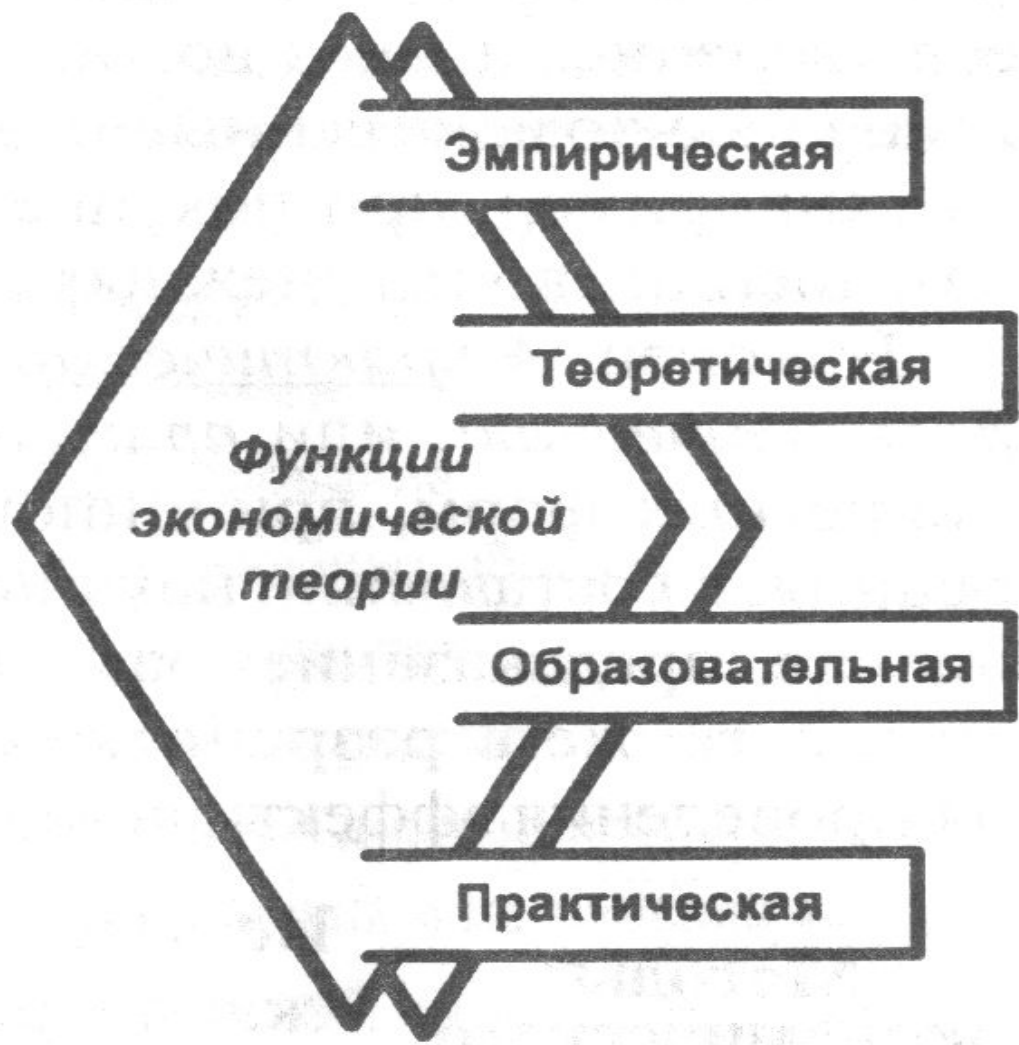 Эмпирическая
Теоретическая
Функции
экономической
теории
Образовательная
Практическая